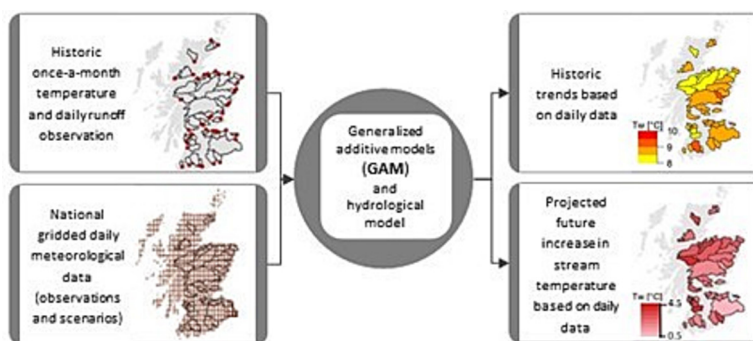 Historic
once-a-month
temperature
and daily runoff
observation
National
gridded daily
meteorological
data
(observations
and scenarios)
Generalized
additive models
(GAM)
and
hydrological
model
Historic
trends based
on daily data
Tw [°C]
10
9
8
Projected
future
increase in
stream
temperature
based on daily
data
Tw [°C]
4.5
0.5